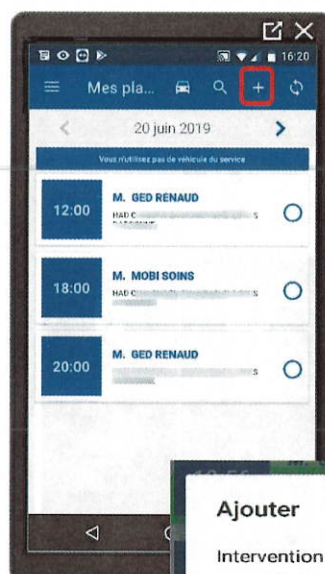 16:20
Mes pla...
20 juin 2019
Vous n'utilisez pas de véhicule du service
12:00
M. GED RENAUD
HAD C S
18:00
M. MOBI SOINS
HAD C S
20:00
M. GED RENAUD
S
Ajouter
Intervention